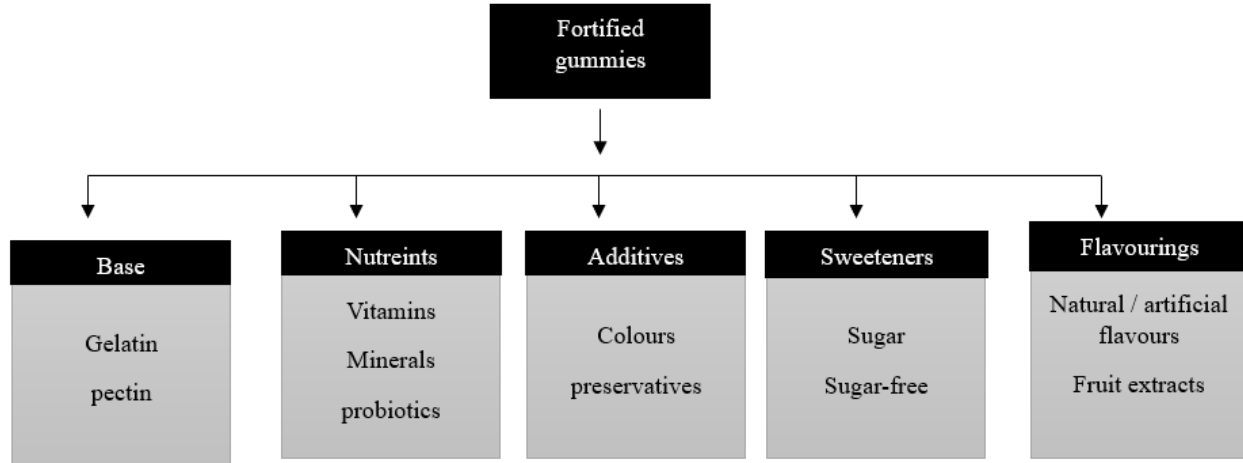 Fortified
gummies
Base
Gelatin
pectin
Nutreints
Vitamins
Minerals
probiotics
Additives
Colours
preservatives
Sweeteners
Sugar
Sugar-free
Flavourings
Natural / artificial
flavours
Fruit extracts